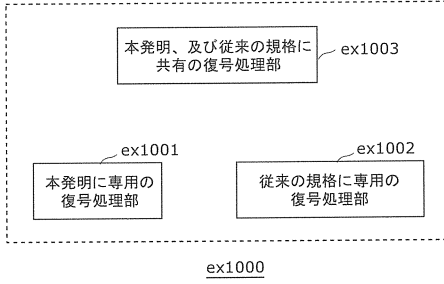 本発明、及び従来の規格に
共有の復号処理部
ex1003
ex1001
本発明に専用の
復号処理部
ex1002
従来の規格に専用の
復号処理部
ex1000